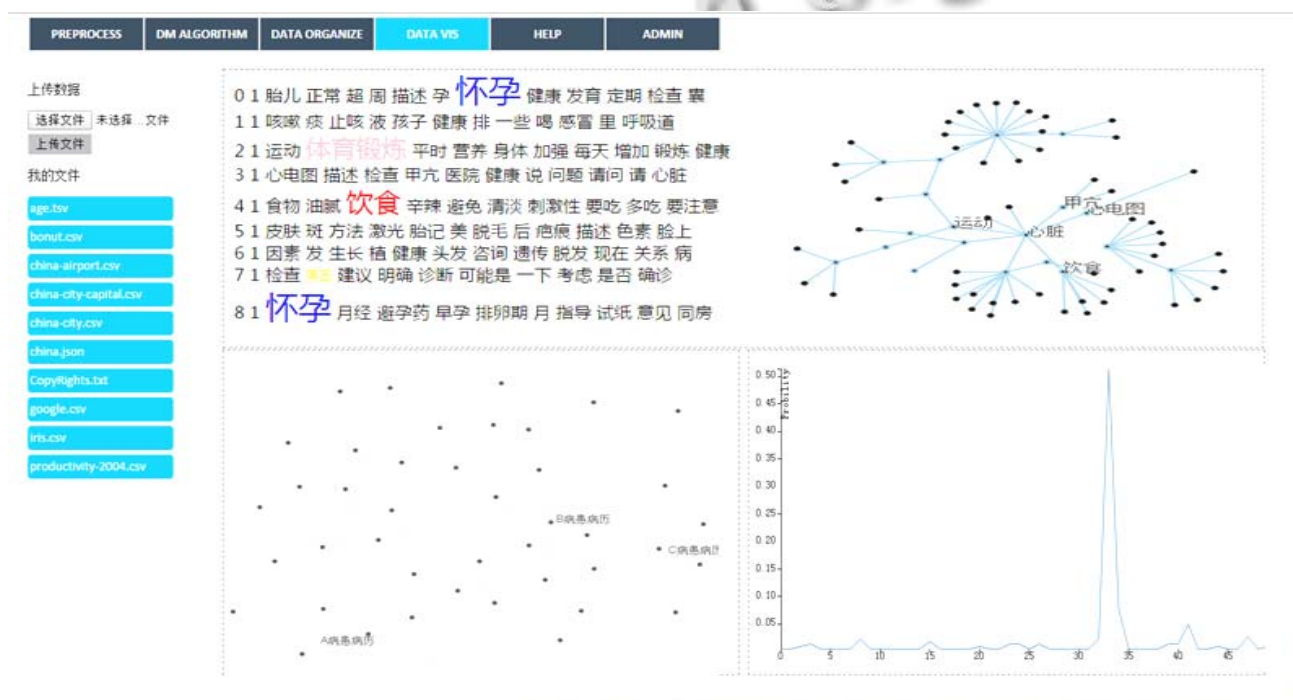 PREPROCESS DM ALGORITHM DATA ORGANIZE DATA VIS HELP ADMIN
上传数据
选择文件 未选择...文件
上传文件
我的文件
age.tsv
bonut.csv
china-airport.csv
china-city-capital.csv
china-city.csv
china.json
CopyRights.txt
google.csv
iris.csv
productivity-2004.csv
0 1 胎儿 正常 超 周 描述 孕 怀孕 健康 发育 定期 检查 囊
1 1 咳嗽 痰 止咳 液 孩子 健康 排 一些 喝 感冒 里 呼吸道
2 1 运动 体育锻炼 平时 营养 身体 加强 每天 增加 锻炼 健康
3 1 心电图 描述 检查 甲亢 医院 健康 说 问题 请问 请 心脏
4 1 食物 油腻 饮食 辛辣 避免 清淡 刺激性 要吃 多吃 要注意
5 1 皮肤 斑 方法 激光 胎记 美 脱毛 后 疤痕 描述 色素 脸上
6 1 因素 发 生长 植 健康 头发 咨询 遗传 脱发 现在 关系 病
7 1 检查 建议 明确 诊断 可能是 一下 考虑 是否 确诊
8 1 怀孕 月经 避孕药 早孕 排卵期 月 指导 试纸 意见 同房
甲亢
心电图
运动
心脏
饮食
B病患病历
C病患病历
A病患病历
Probility
0.50
0.45
0.40
0.35
0.30
0.25
0.20
0.15
0.10
0.05
0 5 10 15 20 25 30 35 40 45